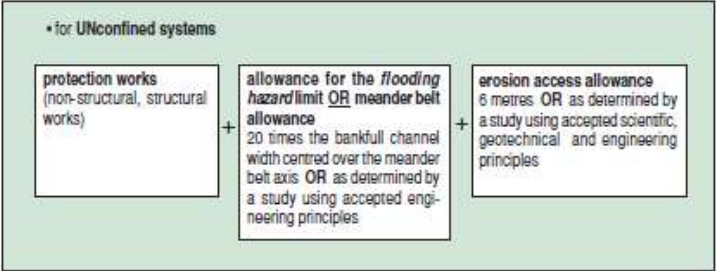 • for UNconfined systems
protection works
(non-structural, structural
works)
+
allowance for the flooding
hazard limit OR meander belt
allowance
20 times the bankfull channel
width centred over the meander
belt axis OR as determined by
a study using accepted engi-
neering principles
+
erosion access allowance
6 metres OR as determined by
a study using accepted scientific,
geotechnical and engineering
principles